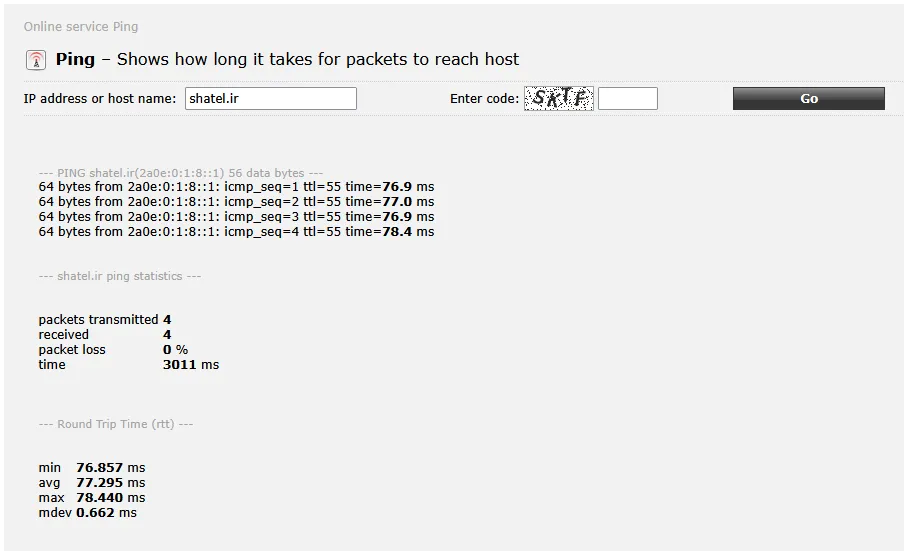 Online service Ping
Ping – Shows how long it takes for packets to reach host
IP address or host name: shatel.ir Enter code: SKTF Go
--- PING shatel.ir(2a0e:0:1:8::1) 56 data bytes ---
64 bytes from 2a0e:0:1:8::1: icmp_seq=1 ttl=55 time=76.9 ms
64 bytes from 2a0e:0:1:8::1: icmp_seq=2 ttl=55 time=77.0 ms
64 bytes from 2a0e:0:1:8::1: icmp_seq=3 ttl=55 time=76.9 ms
64 bytes from 2a0e:0:1:8::1: icmp_seq=4 ttl=55 time=78.4 ms
--- shatel.ir ping statistics ---
packets transmitted 4
received 4
packet loss 0 %
time 3011 ms
--- Round Trip Time (rtt) ---
min 76.857 ms
avg 77.295 ms
max 78.440 ms
mdev 0.662 ms